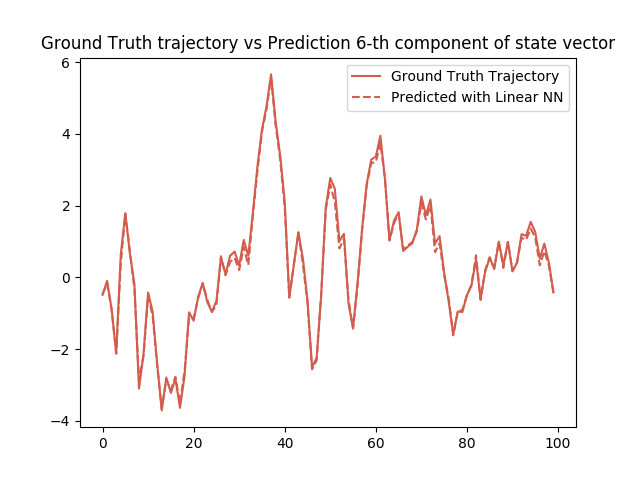 Ground Truth trajectory vs Prediction 6-th component of state vector
Ground Truth Trajectory
Predicted with Linear NN
6
4
2
0
−2
−4
0 20 40 60 80 100